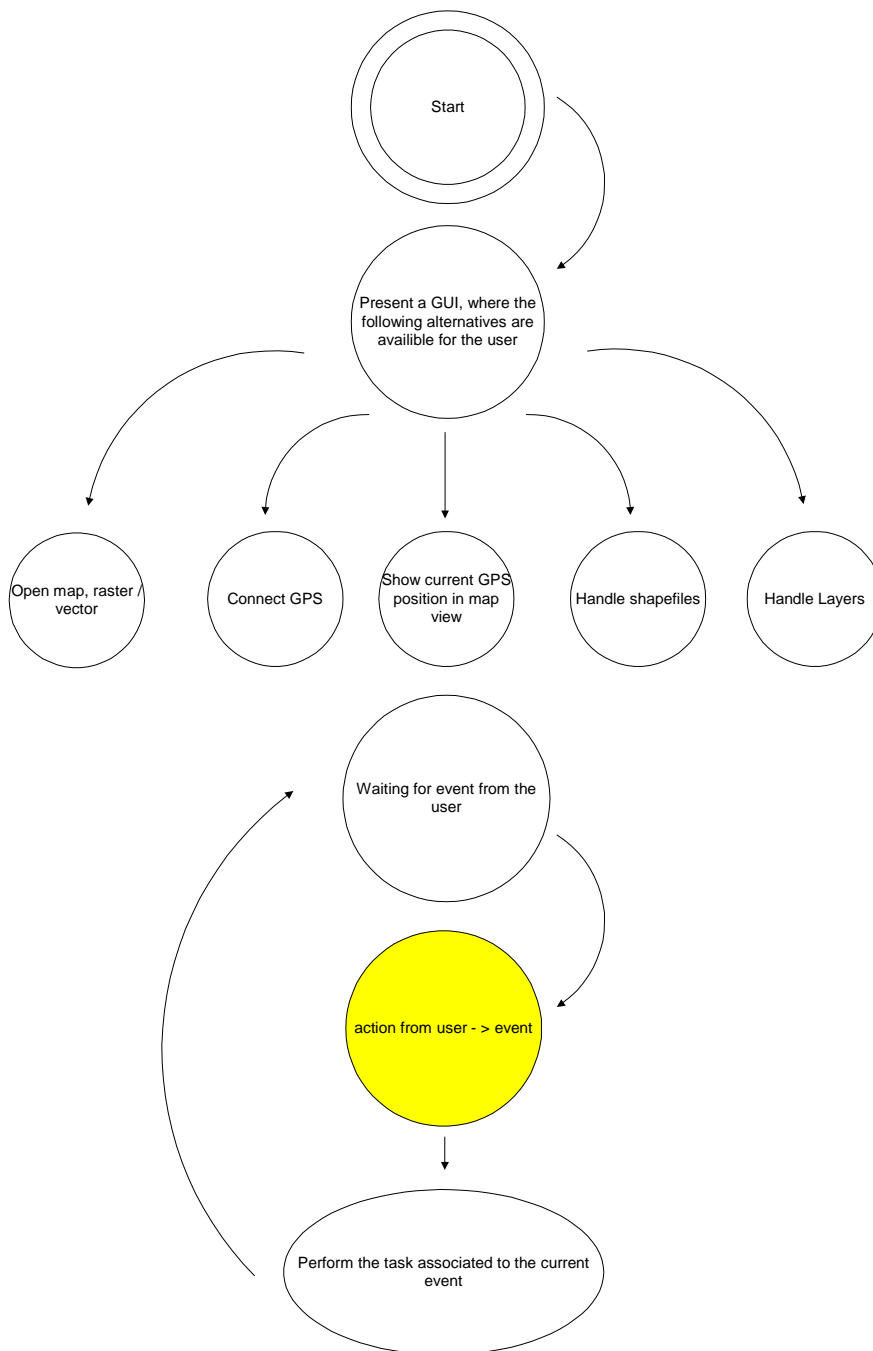 Start
Present a GUI, where the
following alternatives are
availible for the user
Open map, raster /
vector
Connect GPS
Show current GPS
position in map
view
Handle shapefiles
Handle Layers
Waiting for event from the
user
action from user - > event
Perform the task associated to the current
event